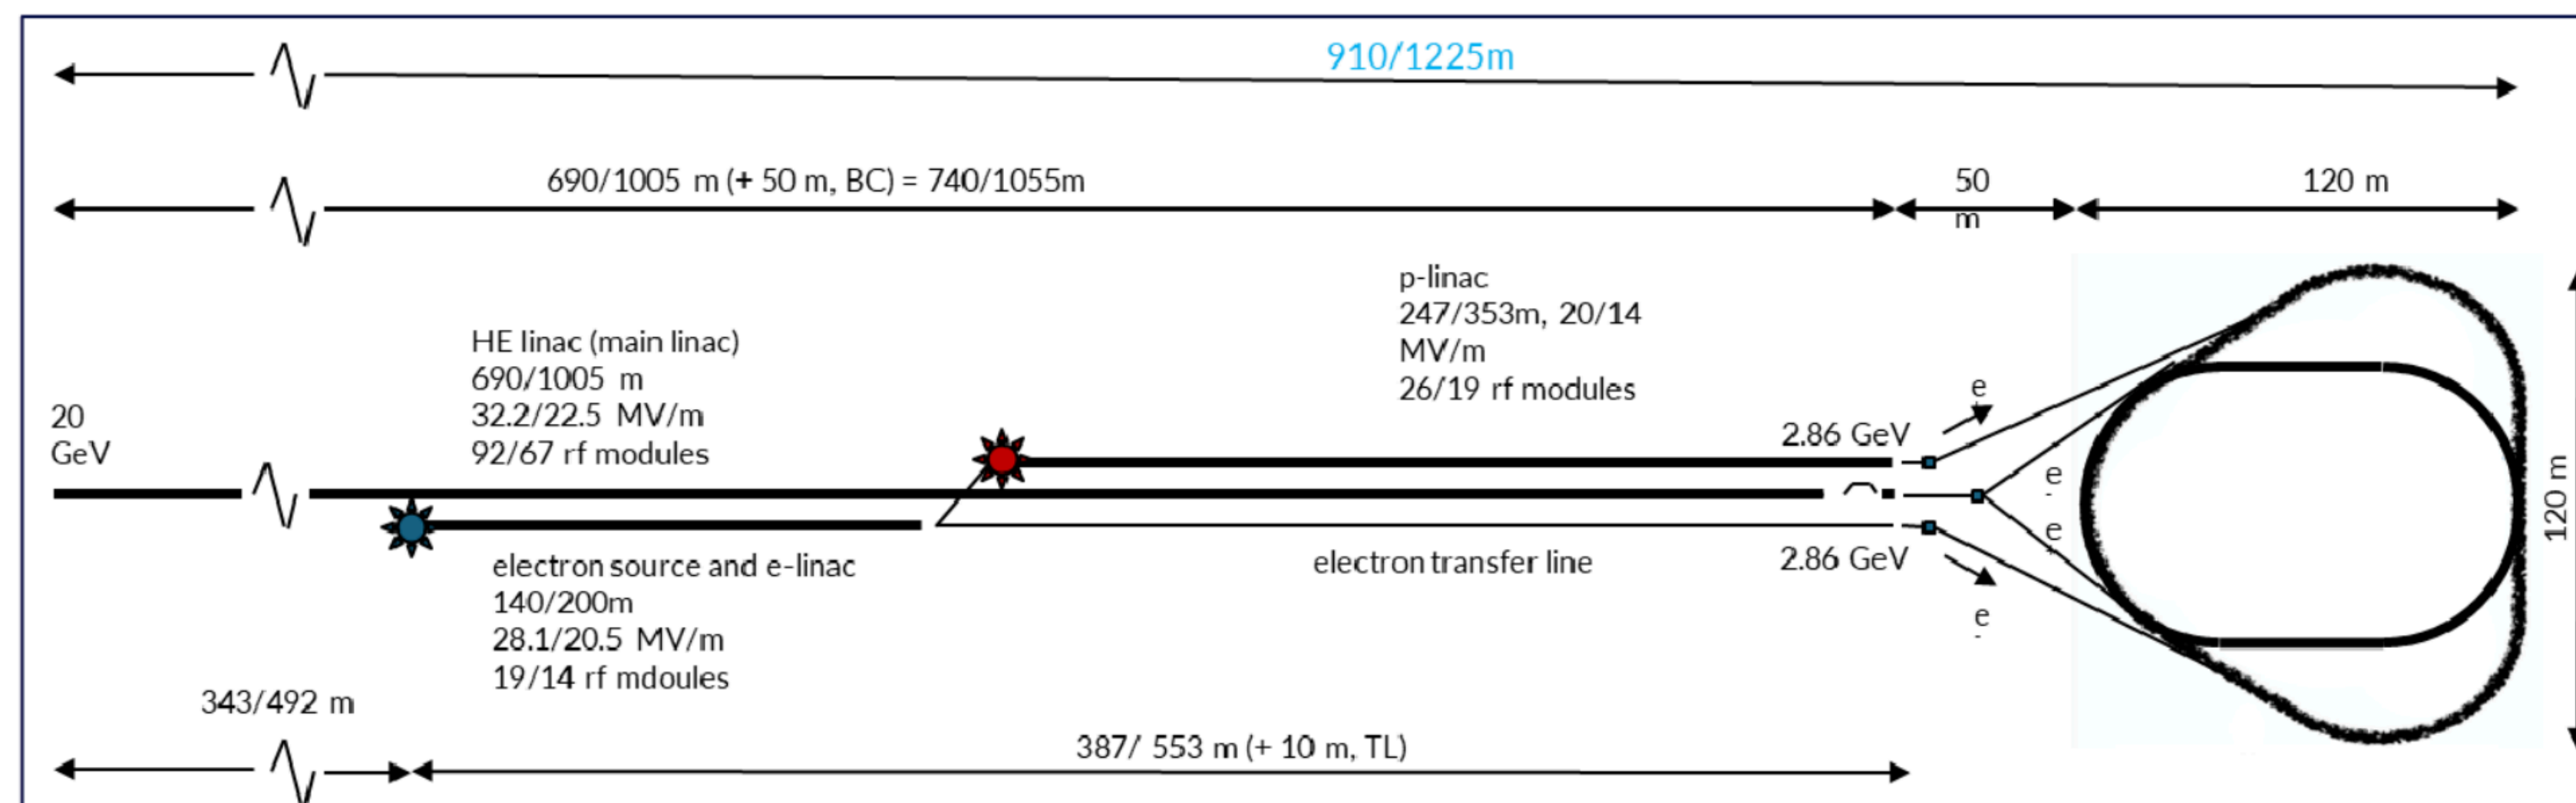 910/1225m
690/1005 m (+ 50 m, BC) = 740/1055m
50
m
120 m
p-linac
247/353m, 20/14
MV/m
26/19 rf modules
HE linac (main linac)
690/1005 m
32.2/22.5 MV/m
92/67 rf modules
20
GeV
2.86 GeV
e
+
e
-
e
+
e
-
120 m
electron source and e-linac
140/200m
28.1/20.5 MV/m
19/14 rf mdoules
electron transfer line
2.86 GeV
343/492 m
387/ 553 m (+ 10 m, TL)